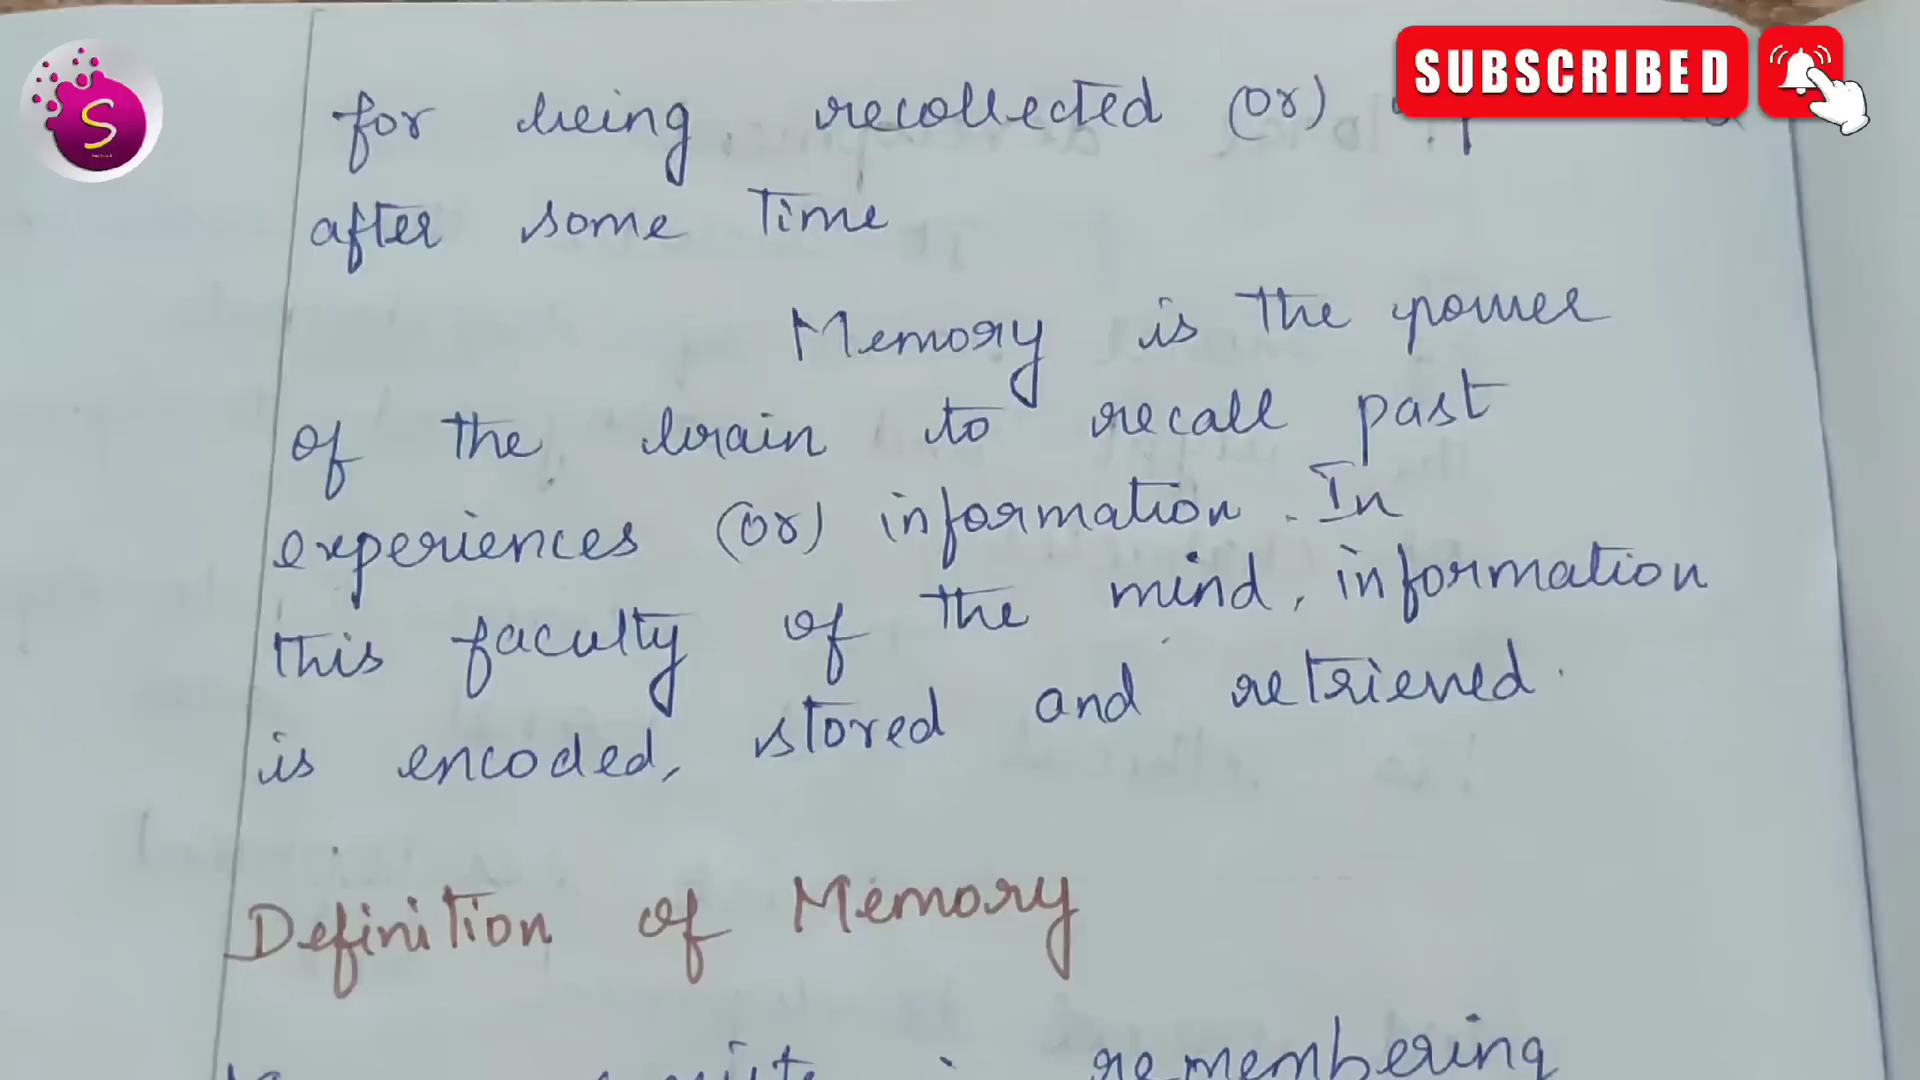 SUBSCRIBED
S
for being recollected (or)
after some time
Memory is the power
of the brain to recall past
experiences (or) information. In
this faculty of the mind, information
is encoded, stored and retrieved.
Definition of Memory
remembering